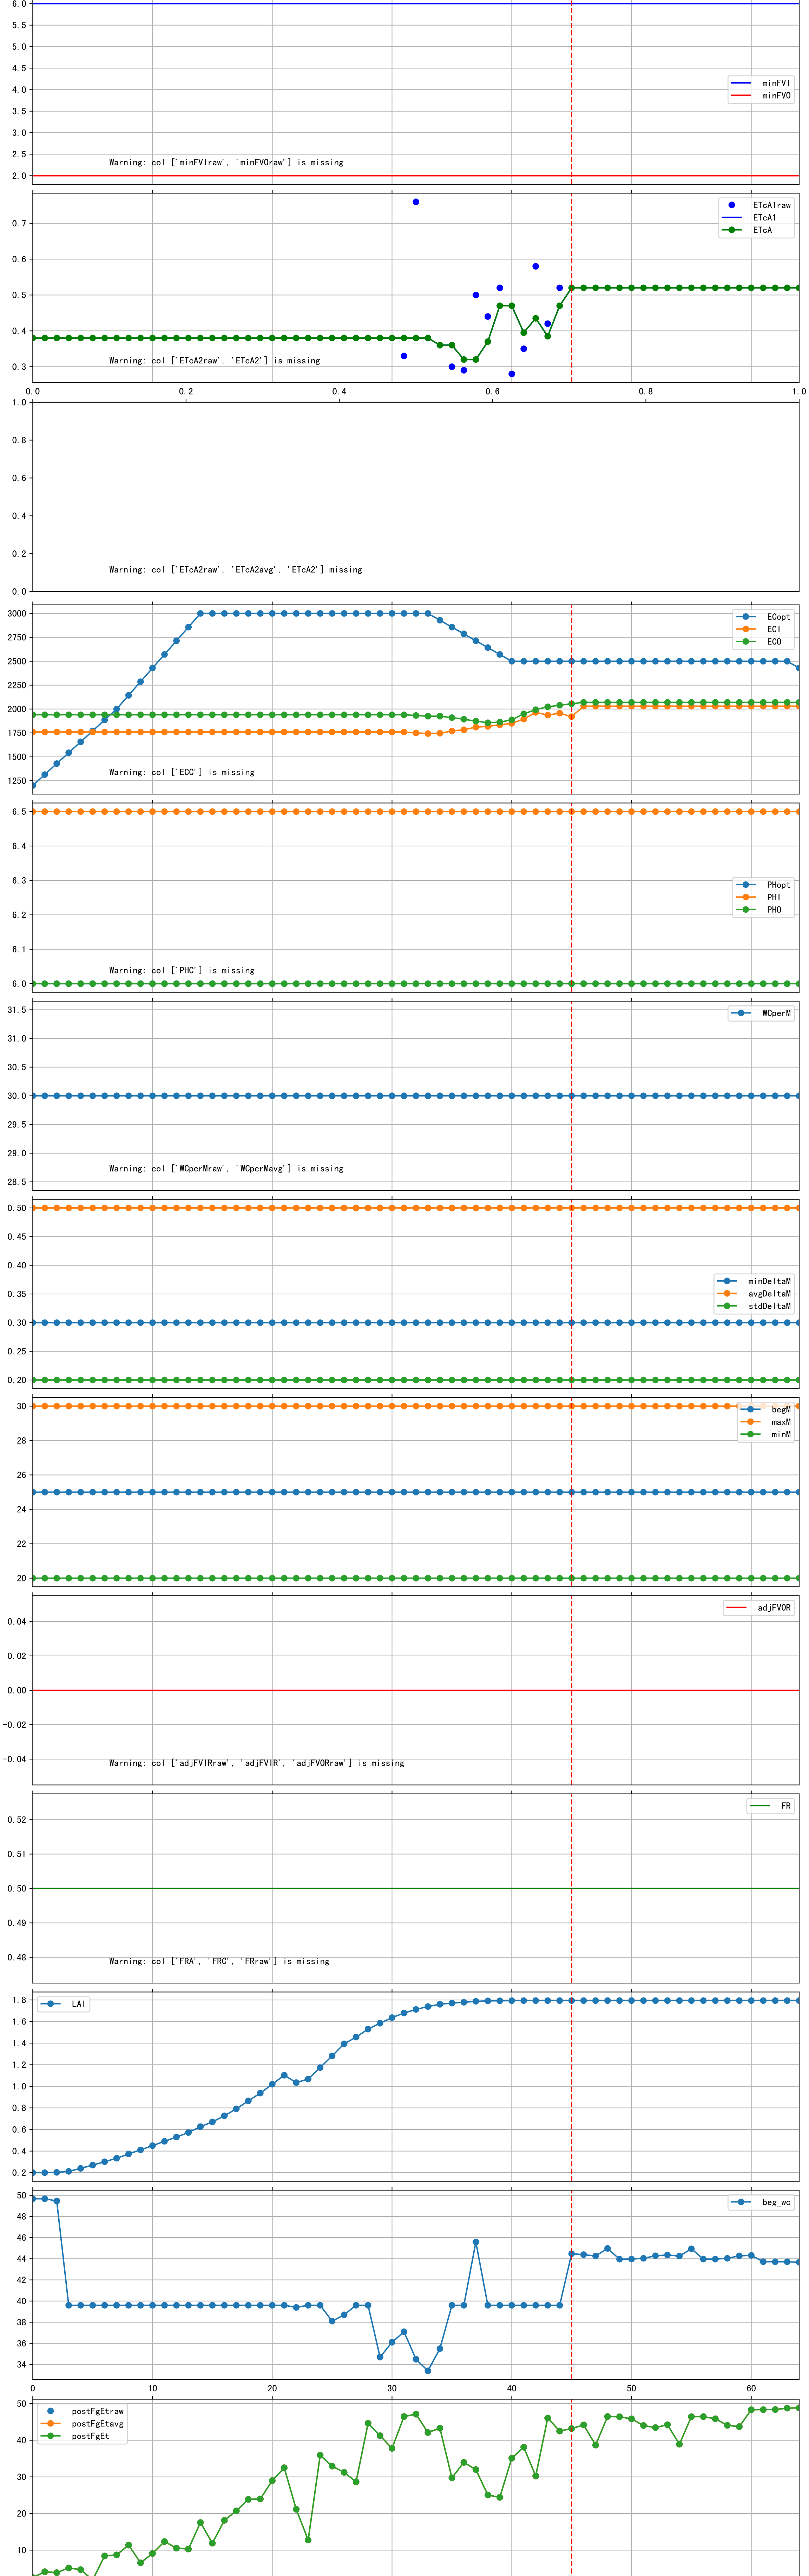 6.0
5.5
5.0
4.5
4.0
3.5
3.0
2.5
2.0
minFVI
minFVO
Warning: col ['minFVIraw', 'minFVOraw'] is missing
0.7
0.6
0.5
0.4
0.3
ETcA1raw
ETcA1
ETcA
Warning: col ['ETcA2raw', 'ETcA2'] is missing
0.0 0.2 0.4 0.6 0.8 1.0
1.0
0.8
0.6
0.4
0.2
0.0
Warning: col ['ETcA2raw', 'ETcA2avg', 'ETcA2'] missing
3000
2750
2500
2250
2000
1750
1500
1250
ECopt
ECI
ECO
Warning: col ['ECC'] is missing
6.5
6.4
6.3
6.2
6.1
6.0
PHopt
PHI
PHO
Warning: col ['PHC'] is missing
31.5
31.0
30.5
30.0
29.5
29.0
28.5
WCperM
Warning: col ['WCperMraw', 'WCperMavg'] is missing
0.50
0.45
0.40
0.35
0.30
0.25
0.20
minDeltaM
avgDeltaM
stdDeltaM
30
28
26
24
22
20
begM
maxM
minM
0.04
0.02
0.00
-0.02
-0.04
adjFVOR
Warning: col ['adjFVIRraw', 'adjFVIR', 'adjFVORraw'] is missing
0.52
0.51
0.50
0.49
0.48
FR
Warning: col ['FRA', 'FRC', 'FRraw'] is missing
1.8
1.6
1.4
1.2
1.0
0.8
0.6
0.4
0.2
LAI
50
48
46
44
42
40
38
36
34
beg_wc
0 10 20 30 40 50 60
50
40
30
20
10
postFgEtraw
postFgEtavg
postFgEt